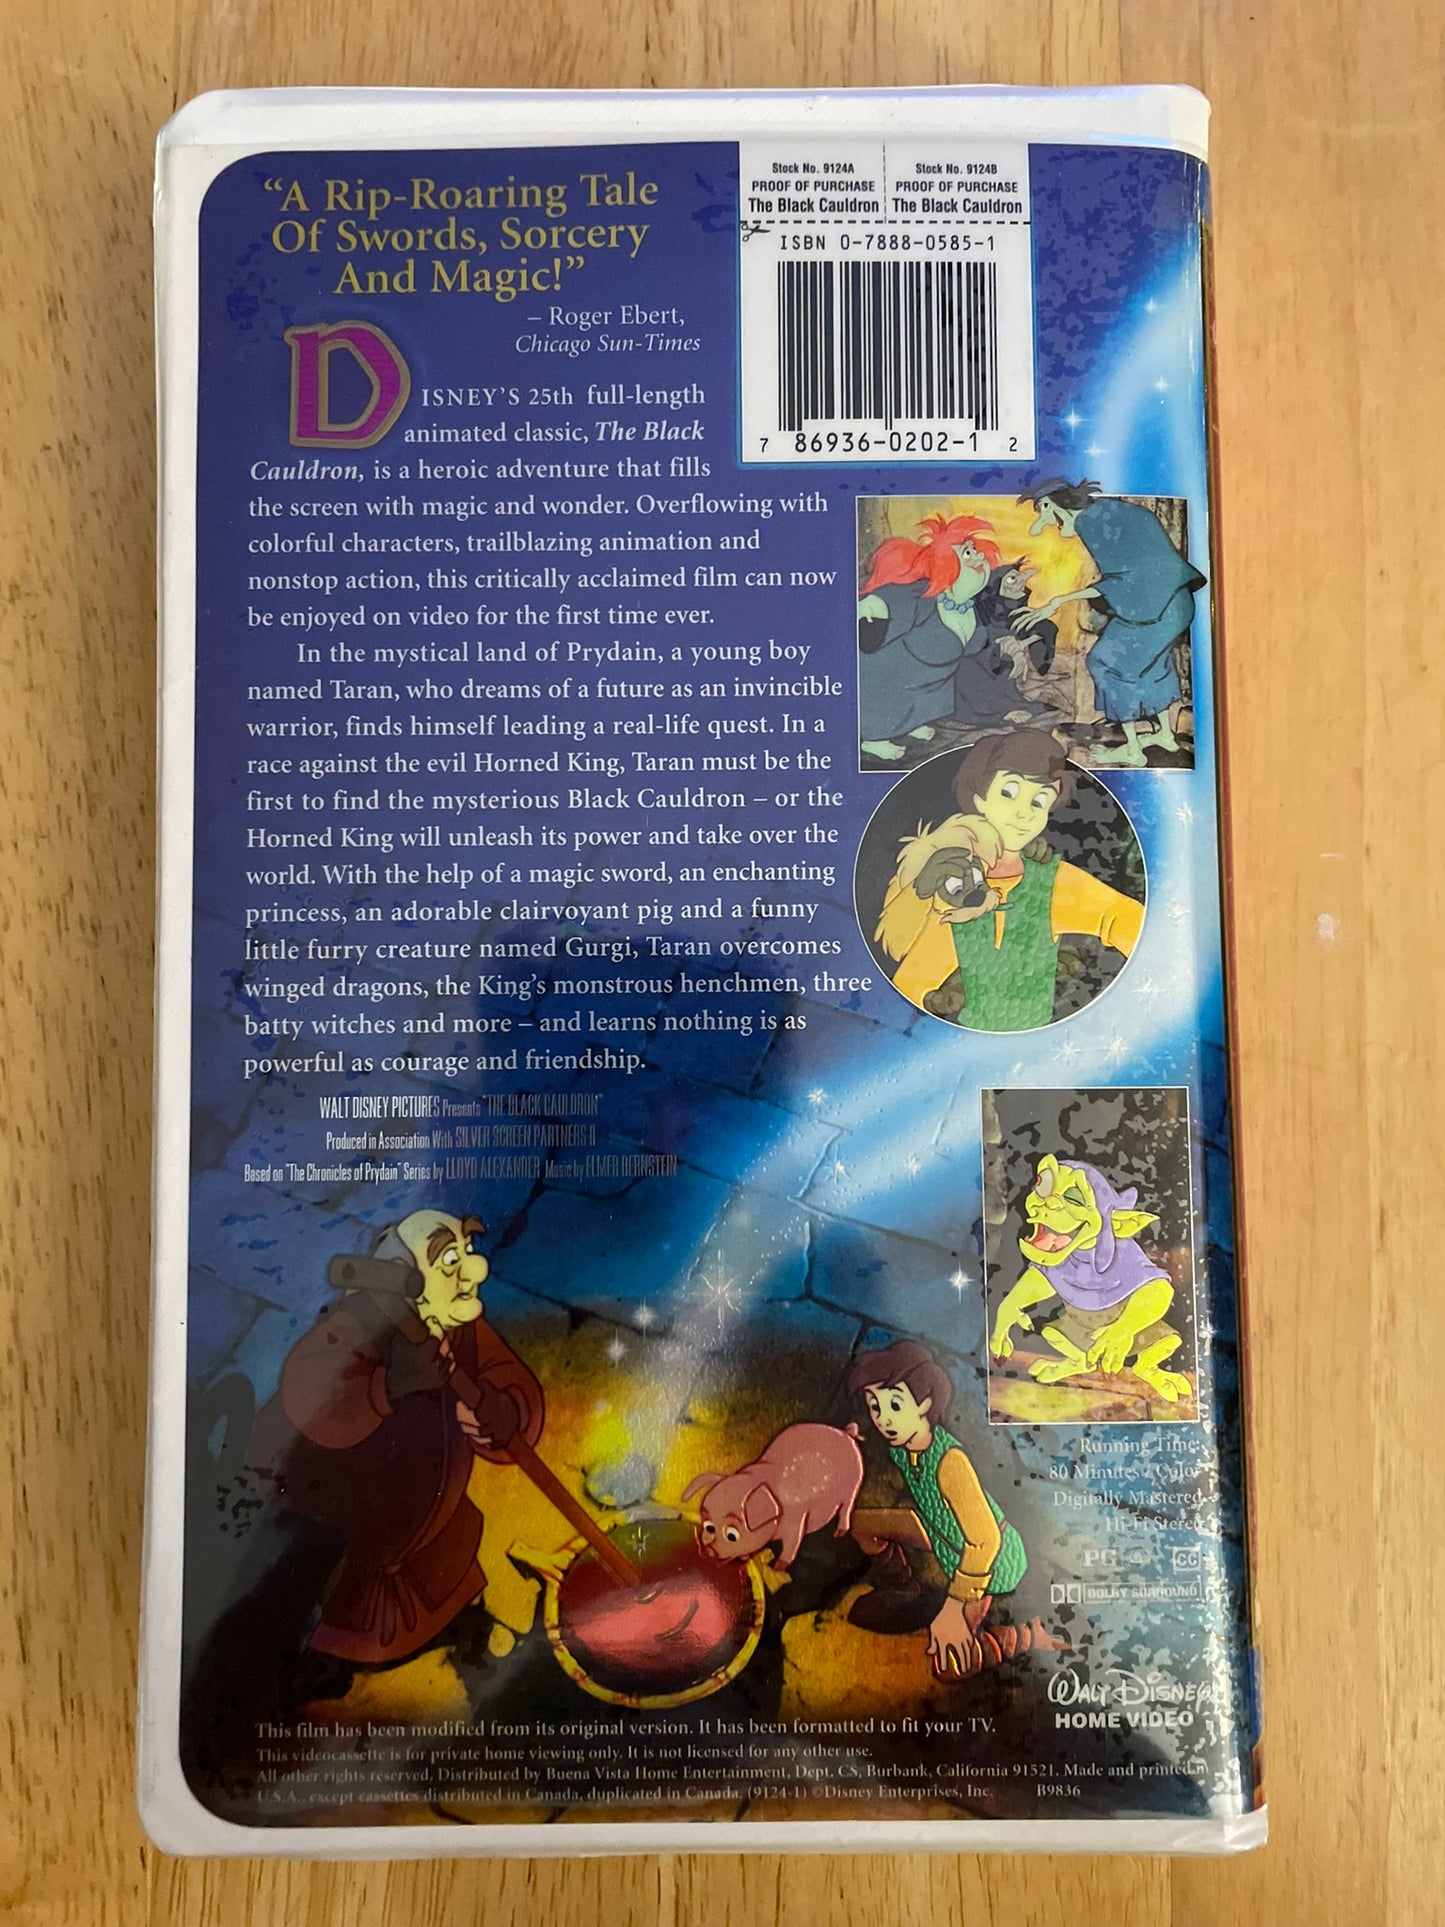 "A Rip-Roaring Tale
Of Swords, Sorcery
And Magic!"
– Roger Ebert,
Chicago Sun-Times
Stock No. 9124A
PROOF OF PURCHASE
The Black Cauldron
Stock No. 9124B
PROOF OF PURCHASE
The Black Cauldron
ISBN 0-7888-0585-1
7 86936-0202-1 2
DISNEY'S 25th full-length
animated classic, The Black
Cauldron, is a heroic adventure that fills
the screen with magic and wonder. Overflowing with
colorful characters, trailblazing animation and
nonstop action, this critically acclaimed film can now
be enjoyed on video for the first time ever.
In the mystical land of Prydain, a young boy
named Taran, who dreams of a future as an invincible
warrior, finds himself leading a real-life quest. In a
race against the evil Horned King, Taran must be the
first to find the mysterious Black Cauldron – or the
Horned King will unleash its power and take over the
world. With the help of a magic sword, an enchanting
princess, an adorable clairvoyant pig and a funny
little furry creature named Gurgi, Taran overcomes
winged dragons, the King's monstrous henchmen, three
batty witches and more – and learns nothing is as
powerful as courage and friendship.
WALT DISNEY PICTURES Presents "THE BLACK CAULDRON"
Produced in Association With SILVER SCREEN PARTNERS II
Based on "The Chronicles of Prydain" Series by LLOYD ALEXANDER Music by ELMER BERNSTEIN
Running Time:
80 Minutes / Color
Digitally Mastered
Hi-Fi Stereo
PG CC
DOLBY SURROUND
WALT DISNEY
HOME VIDEO
This film has been modified from its original version. It has been formatted to fit your TV.
This videocassette is for private home viewing only. It is not licensed for any other use.
All other rights reserved. Distributed by Buena Vista Home Entertainment, Dept. CS, Burbank, California 91521. Made and printed in
U.S.A., except cassettes distributed in Canada, duplicated in Canada. (9124-1) ©Disney Enterprises, Inc. B9836